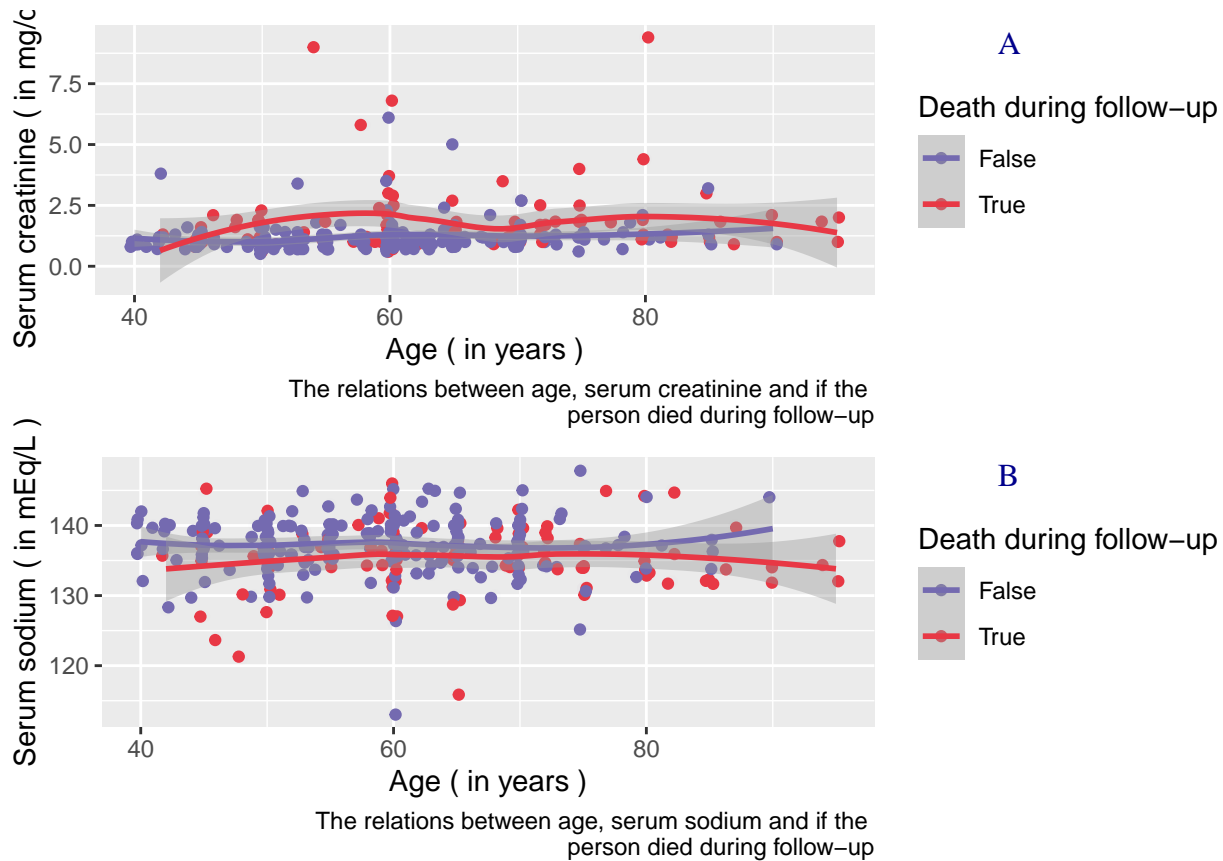 Serum creatinine ( in mg/d
7.5
5.0
2.5
0.0
40
60
80
Age ( in years )
The relations between age, serum creatinine and if the
person died during follow−up
A
Death during follow−up
False
True
Serum sodium ( in mEq/L )
140
130
120
40
60
80
Age ( in years )
The relations between age, serum sodium and if the
person died during follow−up
B
Death during follow−up
False
True